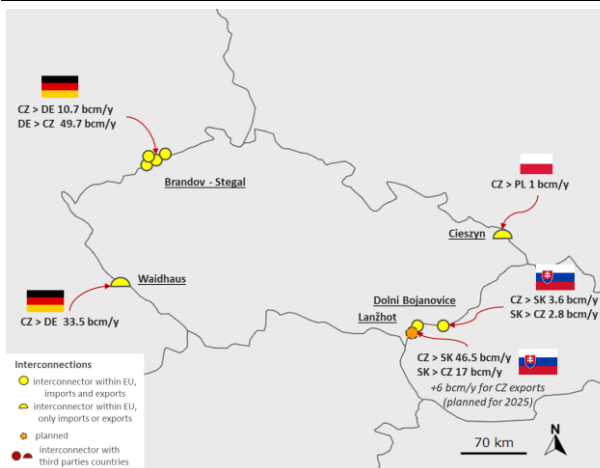 CZ > DE 10.7 bcm/y
DE > CZ 49.7 bcm/y
Brandov - Stegal
CZ > PL 1 bcm/y
Cieszyn
Waidhaus
CZ > DE 33.5 bcm/y
Dolni Bojanovice
CZ > SK 3.6 bcm/y
SK > CZ 2.8 bcm/y
Lanžhot
CZ > SK 46.5 bcm/y
SK > CZ 17 bcm/y
+6 bcm/y for CZ exports
(planned for 2025)
Interconnections
interconnector within EU,
imports and exports
interconnector within EU,
only imports or exports
planned
interconnector with
third parties countries
70 km
N